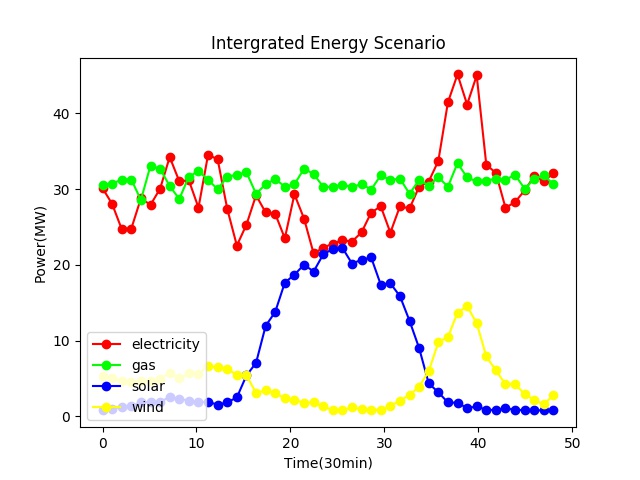 Intergrated Energy Scenario
Power(MW)
40
30
20
10
0
electricity
gas
solar
wind
0 10 20 30 40 50
Time(30min)